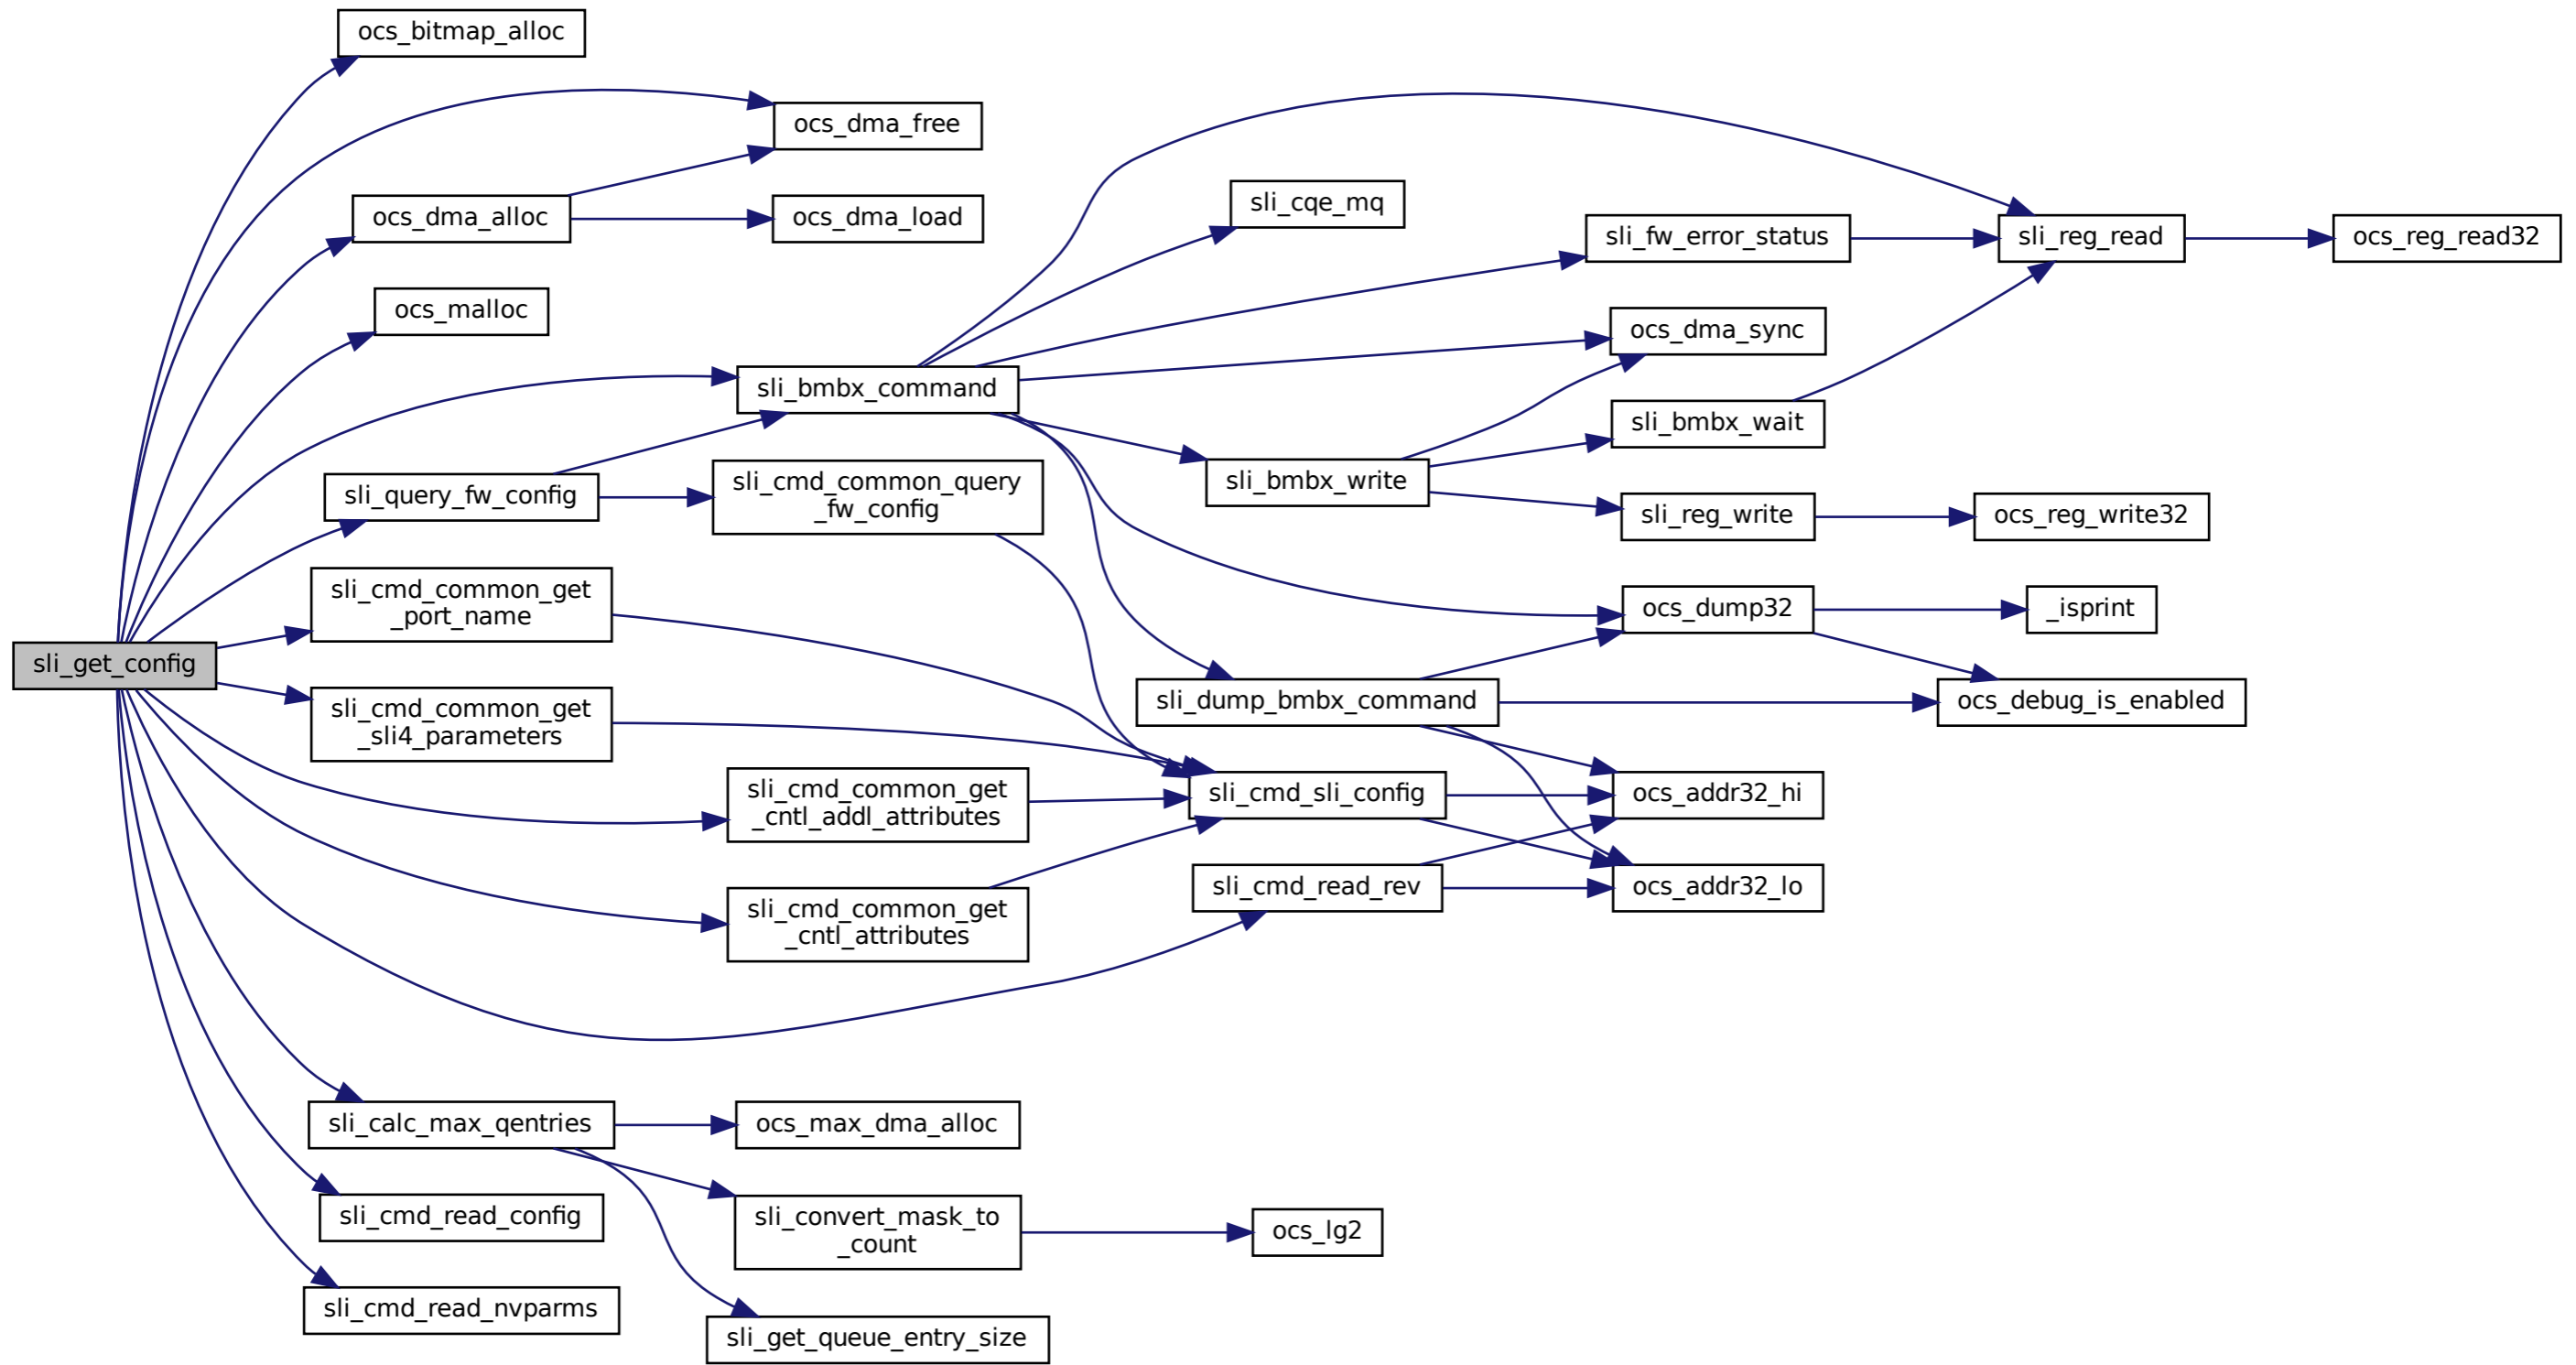 ocs_bitmap_alloc
ocs_dma_free
sli_cqe_mq
ocs_dma_alloc
ocs_dma_load
sli_fw_error_status
sli_reg_read
ocs_reg_read32
ocs_malloc
ocs_dma_sync
sli_bmbx_command
sli_bmbx_wait
sli_query_fw_config
sli_cmd_common_query
_fw_config
sli_bmbx_write
sli_reg_write
ocs_reg_write32
sli_cmd_common_get
_port_name
ocs_dump32
_isprint
sli_get_config
sli_cmd_common_get
_sli4_parameters
sli_dump_bmbx_command
ocs_debug_is_enabled
sli_cmd_common_get
_cntl_addl_attributes
sli_cmd_sli_config
ocs_addr32_hi
sli_cmd_read_rev
ocs_addr32_lo
sli_cmd_common_get
_cntl_attributes
sli_calc_max_qentries
ocs_max_dma_alloc
sli_cmd_read_config
sli_convert_mask_to
_count
ocs_lg2
sli_cmd_read_nvparms
sli_get_queue_entry_size